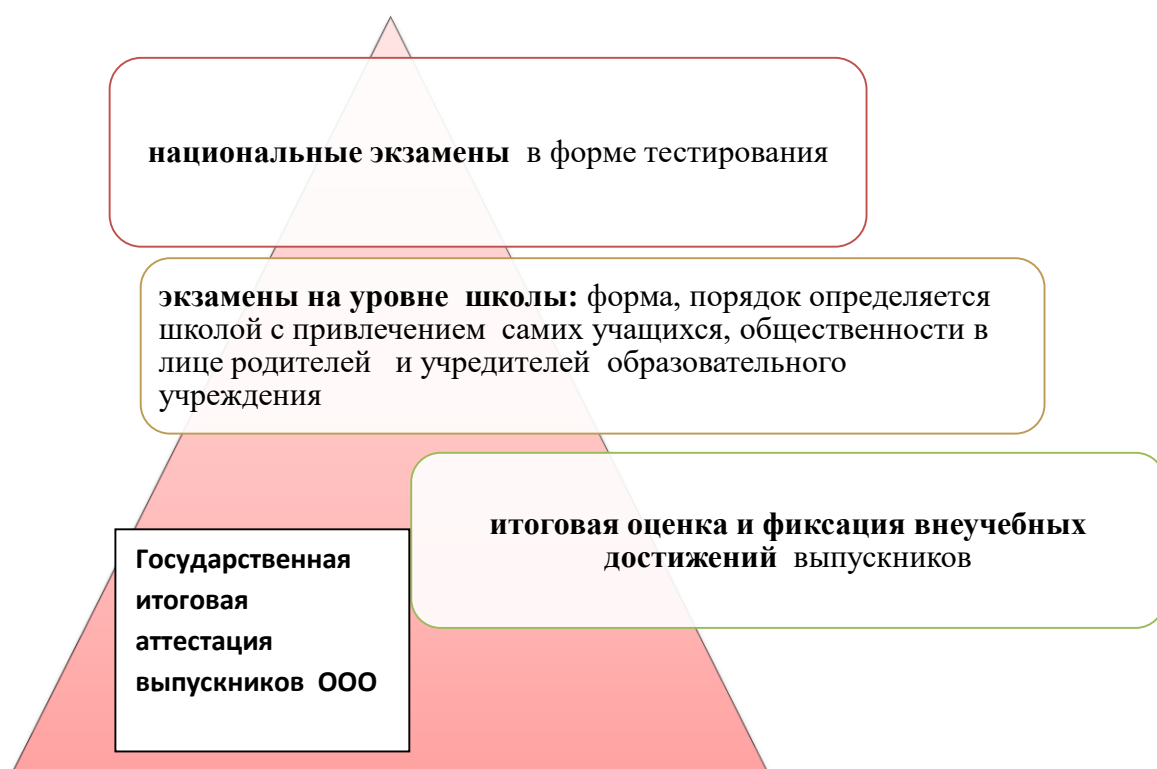 национальные экзамены в форме тестирования
экзамены на уровне школы: форма, порядок определяется
школой с привлечением самих учащихся, общественности в
лице родителей и учредителей образовательного
учреждения
итоговая оценка и фиксация внеучебных
достижений выпускников
Государственная
итоговая
аттестация
выпускников ООО